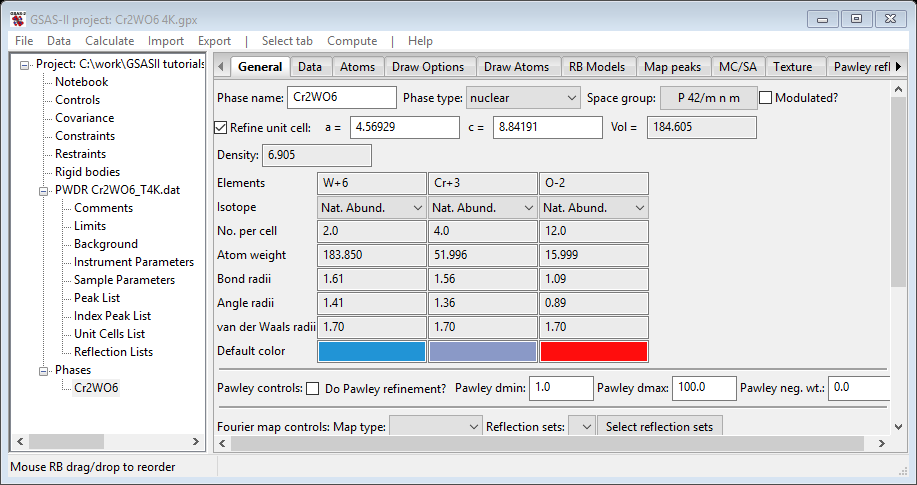 GSAS-II project: Cr2WO6 4K.gpx
File Data Calculate Import Export | Select tab Compute | Help
Project: C:\work\GSASII tutorials
Notebook
Controls
Covariance
Constraints
Restraints
Rigid bodies
PWDR Cr2WO6_T4K.dat
Comments
Limits
Background
Instrument Parameters
Sample Parameters
Peak List
Index Peak List
Unit Cells List
Reflection Lists
Phases
Cr2WO6
General Data Atoms Draw Options Draw Atoms RB Models Map peaks MC/SA Texture Pawley refl
Phase name: Cr2WO6 Phase type: nuclear Space group: P 42/m n m Modulated?
Refine unit cell: a = 4.56929 c = 8.84191 Vol = 184.605
Density: 6.905
Elements W+6 Cr+3 O-2
Isotope Nat. Abund. Nat. Abund. Nat. Abund.
No. per cell 2.0 4.0 12.0
Atom weight 183.850 51.996 15.999
Bond radii 1.61 1.56 1.09
Angle radii 1.41 1.36 0.89
van der Waals radii 1.70 1.70 1.70
Default color
Pawley controls: Do Pawley refinement? Pawley dmin: 1.0 Pawley dmax: 100.0 Pawley neg. wt.: 0.0
Fourier map controls: Map type: Reflection sets: Select reflection sets
Mouse RB drag/drop to reorder